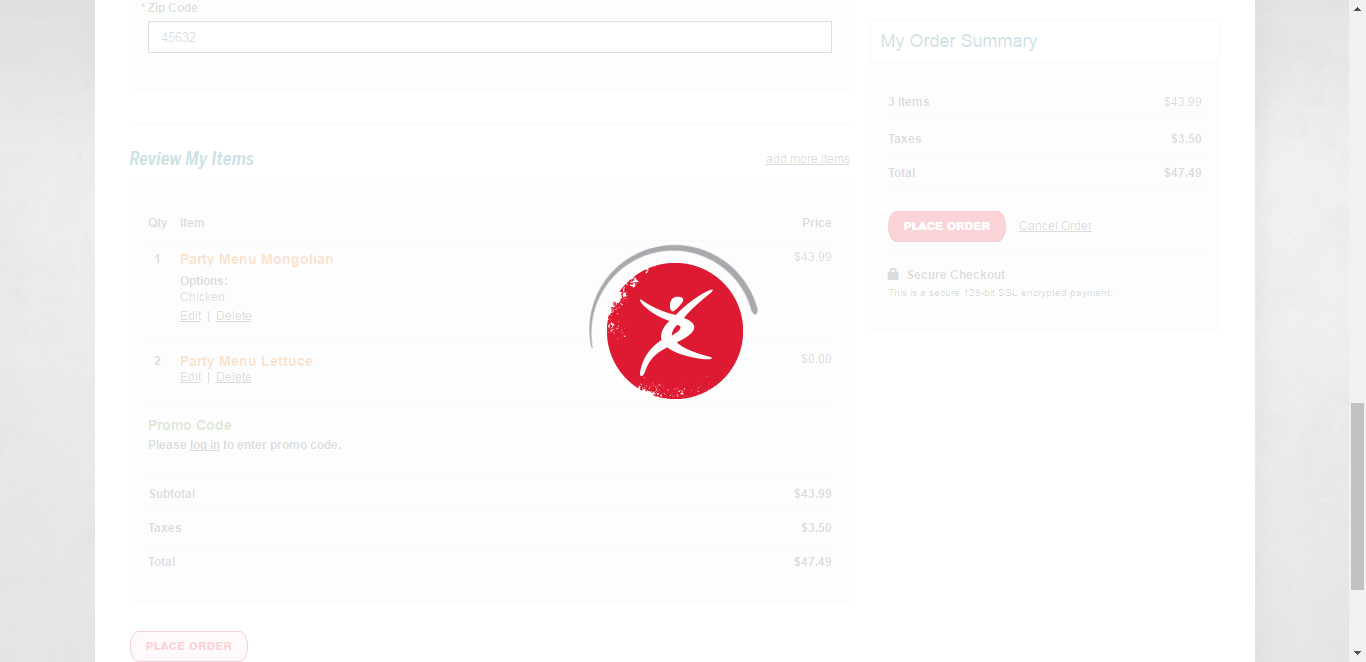 * Zip Code
45632
My Order Summary
3 items $43.99
Taxes $3.50
Total $47.49
PLACE ORDER Cancel Order
Secure Checkout
This is a secure 128-bit SSL encrypted payment.
Review My Items add more items
Qty Item Price
1 Party Menu Mongolian $43.99
Options:
Chicken
Edit | Delete
2 Party Menu Lettuce $0.00
Edit | Delete
Promo Code
Please log in to enter promo code.
Subtotal $43.99
Taxes $3.50
Total $47.49
PLACE ORDER